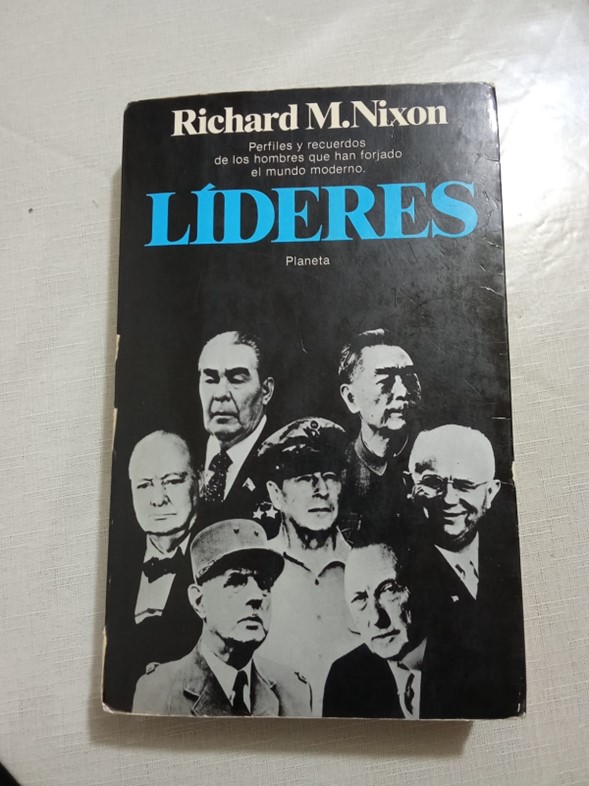 Richard M. Nixon
Perfiles y recuerdos
de los hombres que han forjado
el mundo moderno.
LÍDERES
Planeta